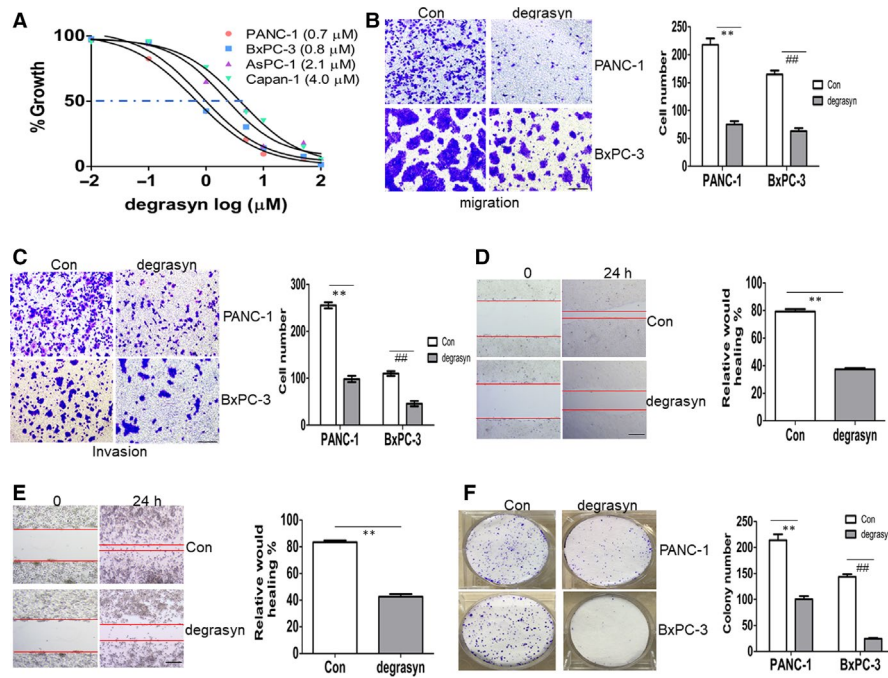 A
100
50
0
% Growth
PANC-1 (0.7 μM)
BxPC-3 (0.8 μM)
AsPC-1 (2.1 μM)
Capan-1 (4.0 μM)
−2 −1 0 1 2
degrasyn log (μM)
B
Con degrasyn
PANC-1
BxPC-3
migration
Cell number
250
200
150
100
50
0
**
##
Con
degrasyn
PANC-1 BxPC-3
C
Con degrasyn
PANC-1
BxPC-3
Invasion
Cell number
300
200
100
0
**
##
Con
degrasyn
PANC-1 BxPC-3
D
0 24 h
Con
degrasyn
Relative would
healing %
100
80
60
40
20
0
**
Con degrasyn
E
0 24 h
Con
degrasyn
Relative would
healing %
100
80
60
40
20
0
**
Con degrasyn
F
Con degrasyn
PANC-1
BxPC-3
Colony number
250
200
150
100
50
0
**
##
Con
degrasyn
PANC-1 BxPC-3